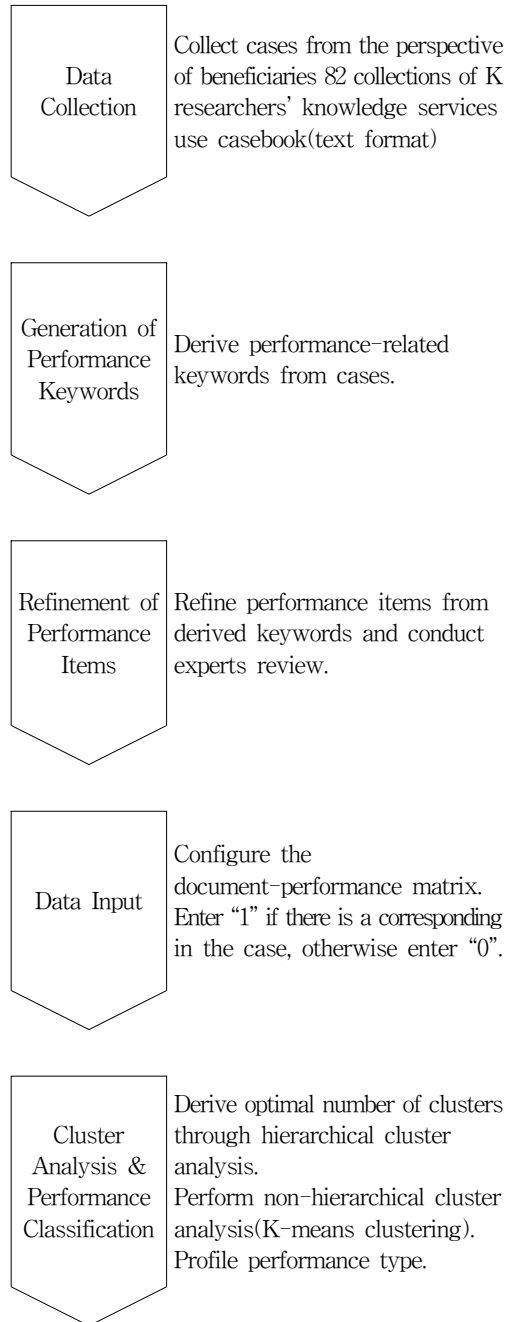 Data
Collection
Collect cases from the perspective
of beneficiaries 82 collections of K
researchers’ knowledge services
use casebook(text format)
Generation of
Performance
Keywords
Derive performance-related
keywords from cases.
Refinement of
Performance
Items
Refine performance items from
derived keywords and conduct
experts review.
Data Input
Configure the
document-performance matrix.
Enter “1” if there is a corresponding
in the case, otherwise enter “0”.
Cluster
Analysis &
Performance
Classification
Derive optimal number of clusters
through hierarchical cluster
analysis.
Perform non-hierarchical cluster
analysis(K-means clustering).
Profile performance type.